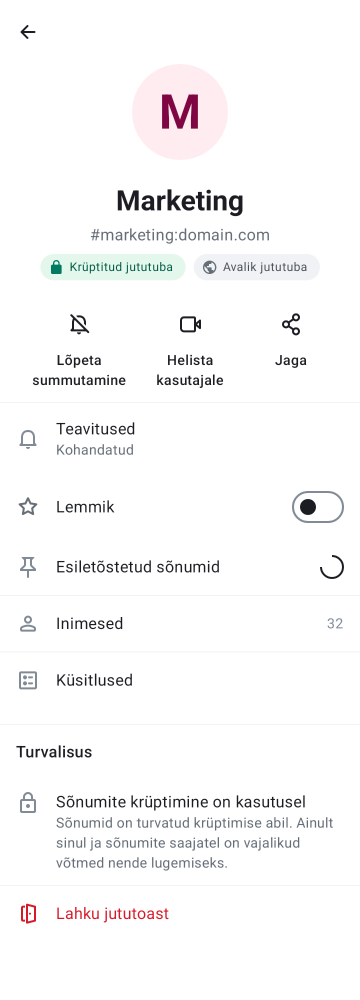 M
Marketing
#marketing:domain.com
Krüptitud jututuba
Avalik jututuba
Lõpeta
summutamine
Helista
kasutajale
Jaga
Teavitused
Kohandatud
Lemmik
Esiletõstetud sõnumid
Inimesed
32
Küsitlused
Turvalisus
Sõnumite krüptimine on kasutusel
Sõnumid on turvatud krüptimise abil. Ainult
sinul ja sõnumite saajatel on vajalikud
võtmed nende lugemiseks.
Lahku jututoast